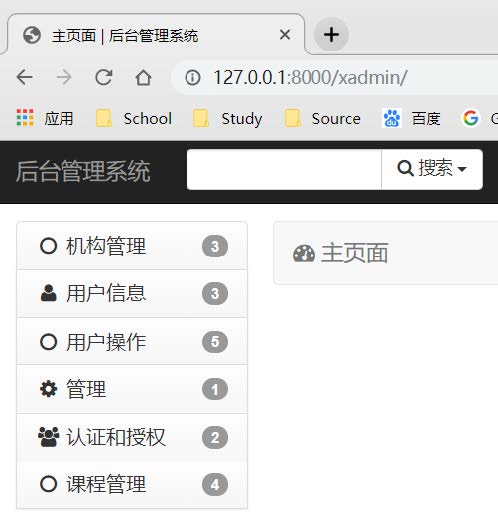 主页面 | 后台管理系统
127.0.0.1:8000/xadmin/
应用 School Study Source 百度 G
后台管理系统 搜索
机构管理 3
主页面
用户信息 3
用户操作 5
管理 1
认证和授权 2
课程管理 4